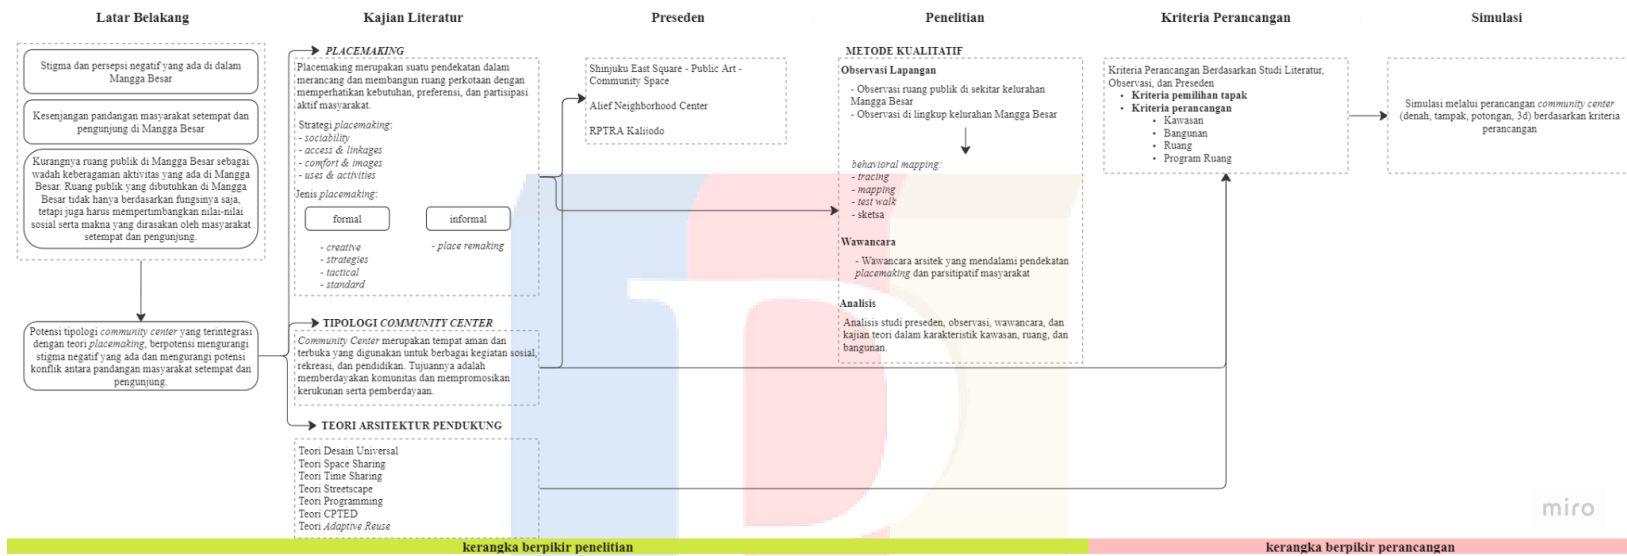 Latar Belakang
Stigma dan persepsi negatif yang ada di dalam
Mangga Besar
Kesenjangan pandangan masyarakat setempat dan
pengunjung di Mangga Besar
Kurangnya ruang publik di Mangga Besar sebagai
wadah keberagaman aktivitas yang ada di Mangga
Besar. Ruang publik yang dibutuhkan di Mangga
Besar tidak hanya berdasarkan fungsinya saja,
tetapi juga harus mempertimbangkan nilai-nilai
sosial serta makna yang dirasakan oleh masyarakat
setempat dan pengunjung.
Potensi tipologi community center yang terintegrasi
dengan teori placemaking, berpotensi mengurangi
stigma negatif yang ada dan mengurangi potensi
konflik antara pandangan masyarakat setempat dan
pengunjung.
Kajian Literatur
PLACEMAKING
Placemaking merupakan suatu pendekatan dalam
merancang dan membangun ruang perkotaan dengan
memperhatikan kebutuhan, preferensi, dan partisipasi
aktif masyarakat.
Strategi placemaking:
- sociability
- access & linkages
- comfort & images
- uses & activities
Jenis placemaking:
formal
informal
- creative
- strategies
- tactical
- standard
- place remaking
TIPOLOGI COMMUNITY CENTER
Community Center merupakan tempat aman dan
terbuka yang digunakan untuk berbagai kegiatan sosial,
rekreasi, dan pendidikan. Tujuannya adalah
memberdayakan komunitas dan mempromosikan
kerukunan serta pemberdayaan.
TEORI ARSITEKTUR PENDUKUNG
Teori Desain Universal
Teori Space Sharing
Teori Time Sharing
Teori Streetscape
Teori Programming
Teori CPTED
Teori Adaptive Reuse
Preseden
Shinjuku East Square - Public Art -
Community Space
Alief Neighborhood Center
RPTRA Kalijodo
Penelitian
METODE KUALITATIF
Observasi Lapangan
- Observasi ruang publik di sekitar kelurahan
Mangga Besar
- Observasi di lingkup kelurahan Mangga Besar
behavioral mapping:
- tracing
- mapping
- test walk
- sketsa
Wawancara
- Wawancara arsitek yang mendalami pendekatan
placemaking dan parsitipatif masyarakat
Analisis
Analisis studi preseden, observasi, wawancara, dan
kajian teori dalam karakteristik kawasan, ruang, dan
bangunan.
Kriteria Perancangan
Kriteria Perancangan Berdasarkan Studi Literatur,
Observasi, dan Preseden
• Kriteria pemilihan tapak
• Kriteria perancangan
• Kawasan
• Bangunan
• Ruang
• Program Ruang
Simulasi
Simulasi melalui perancangan community center
(denah, tampak, potongan, 3d) berdasarkan kriteria
perancangan
miro
kerangka berpikir penelitian
kerangka berpikir perancangan